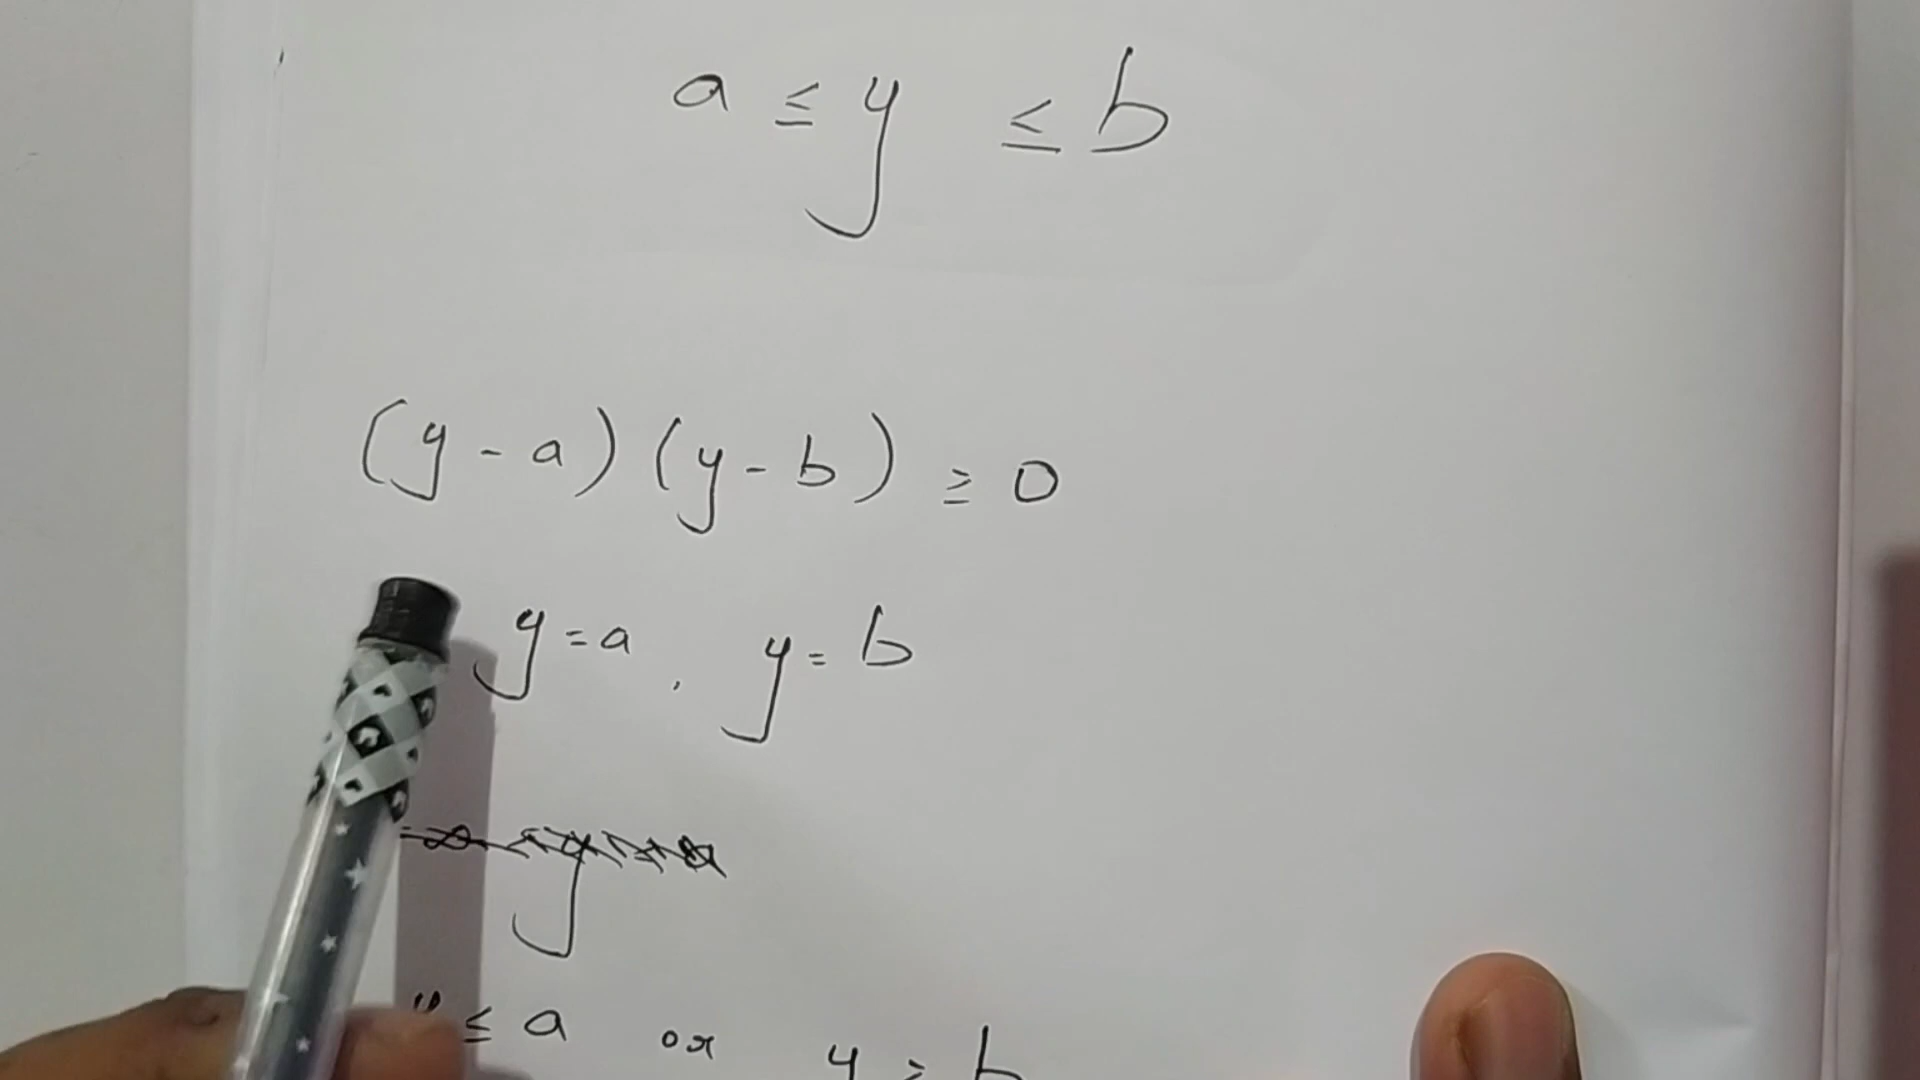 a ≤ y ≤ b
(y - a) (y - b) ≥ 0
y = a , y = b
y ≤ a or y ≥ b